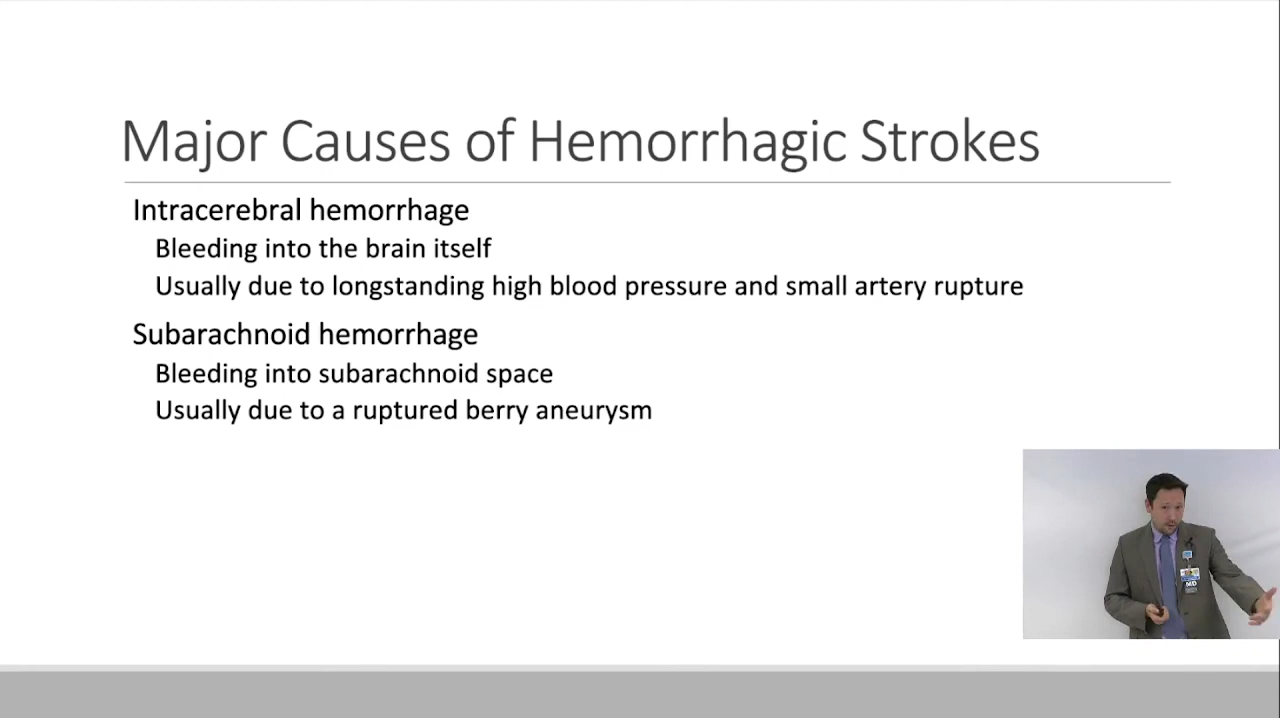 Major Causes of Hemorrhagic Strokes
Intracerebral hemorrhage
Bleeding into the brain itself
Usually due to longstanding high blood pressure and small artery rupture
Subarachnoid hemorrhage
Bleeding into subarachnoid space
Usually due to a ruptured berry aneurysm
MD